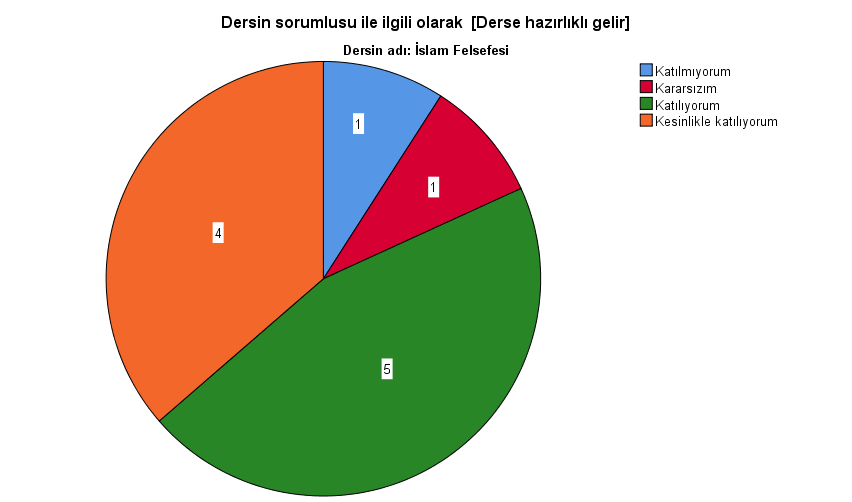 Dersin sorumlusu ile ilgili olarak [Derse hazırlıklı gelir]
Dersin adı: İslam Felsefesi
Katılmıyorum
Kararsızım
Katılıyorum
Kesinlikle katılıyorum
1
1
4
5